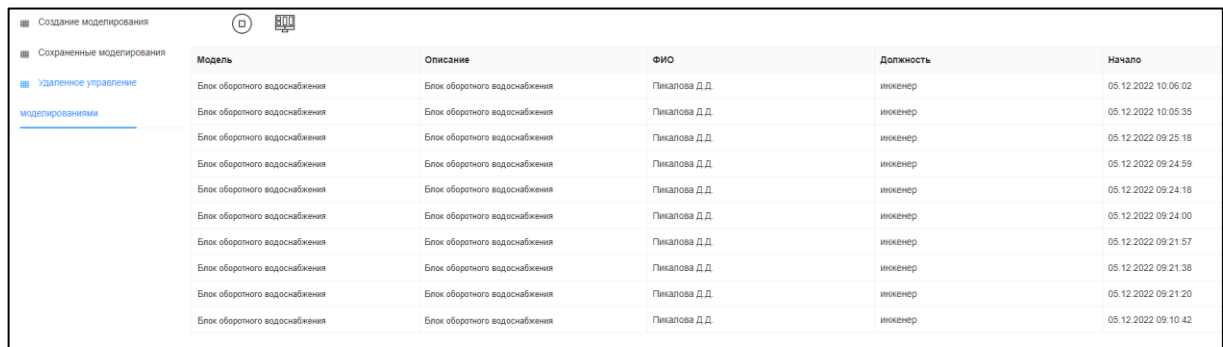 Создание моделирования
Сохраненные моделирования
Удаленное управление
моделированиями
Модель Описание ФИО Должность Начало
Блок оборотного водоснабжения Блок оборотного водоснабжения Пикалова Д.Д. инженер 05.12.2022 10:06:02
Блок оборотного водоснабжения Блок оборотного водоснабжения Пикалова Д.Д. инженер 05.12.2022 10:05:35
Блок оборотного водоснабжения Блок оборотного водоснабжения Пикалова Д.Д. инженер 05.12.2022 09:25:18
Блок оборотного водоснабжения Блок оборотного водоснабжения Пикалова Д.Д. инженер 05.12.2022 09:24:59
Блок оборотного водоснабжения Блок оборотного водоснабжения Пикалова Д.Д. инженер 05.12.2022 09:24:18
Блок оборотного водоснабжения Блок оборотного водоснабжения Пикалова Д.Д. инженер 05.12.2022 09:24:00
Блок оборотного водоснабжения Блок оборотного водоснабжения Пикалова Д.Д. инженер 05.12.2022 09:21:57
Блок оборотного водоснабжения Блок оборотного водоснабжения Пикалова Д.Д. инженер 05.12.2022 09:21:38
Блок оборотного водоснабжения Блок оборотного водоснабжения Пикалова Д.Д. инженер 05.12.2022 09:21:20
Блок оборотного водоснабжения Блок оборотного водоснабжения Пикалова Д.Д. инженер 05.12.2022 09:10:42